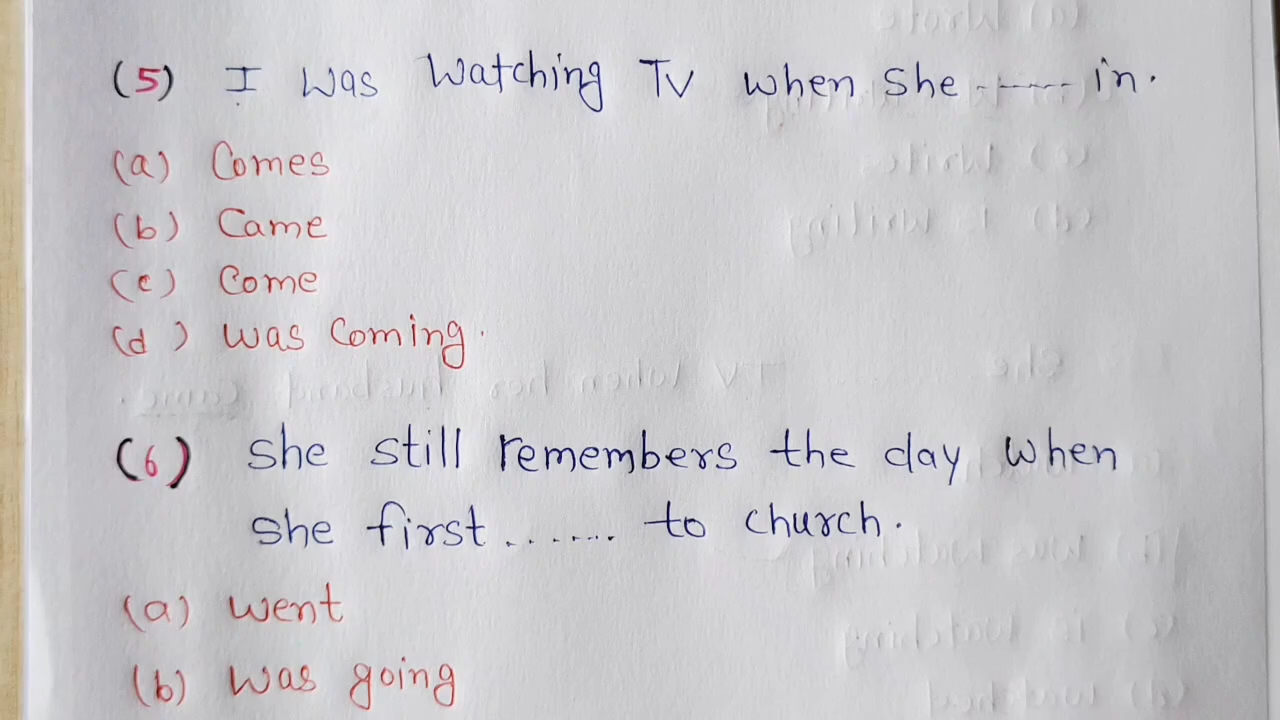 (5) I was watching TV when she ------ in.
(a) Comes
(b) Came
(c) Come
(d) was Coming.
(6) she still remembers the day when
she first ....... to church.
(a) went
(b) was going